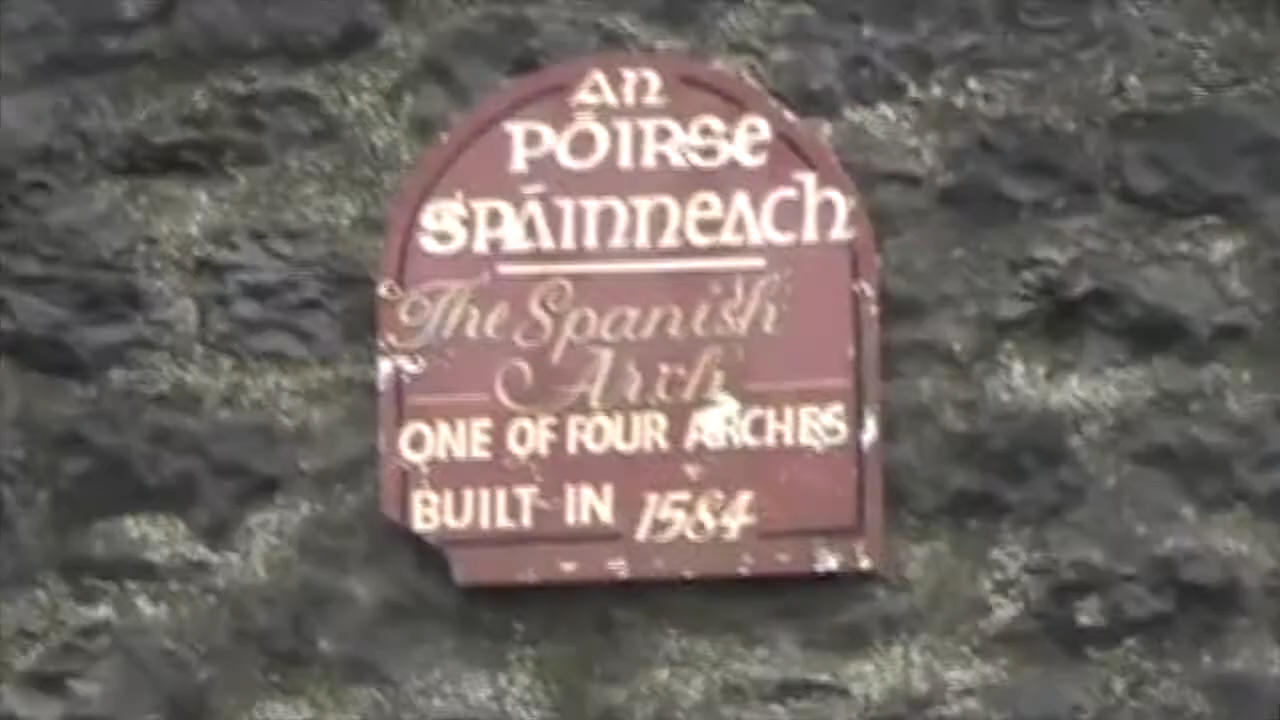 An
Póirse
Spáinneach
The Spanish
Arch
ONE OF FOUR ARCHES
BUILT IN 1584